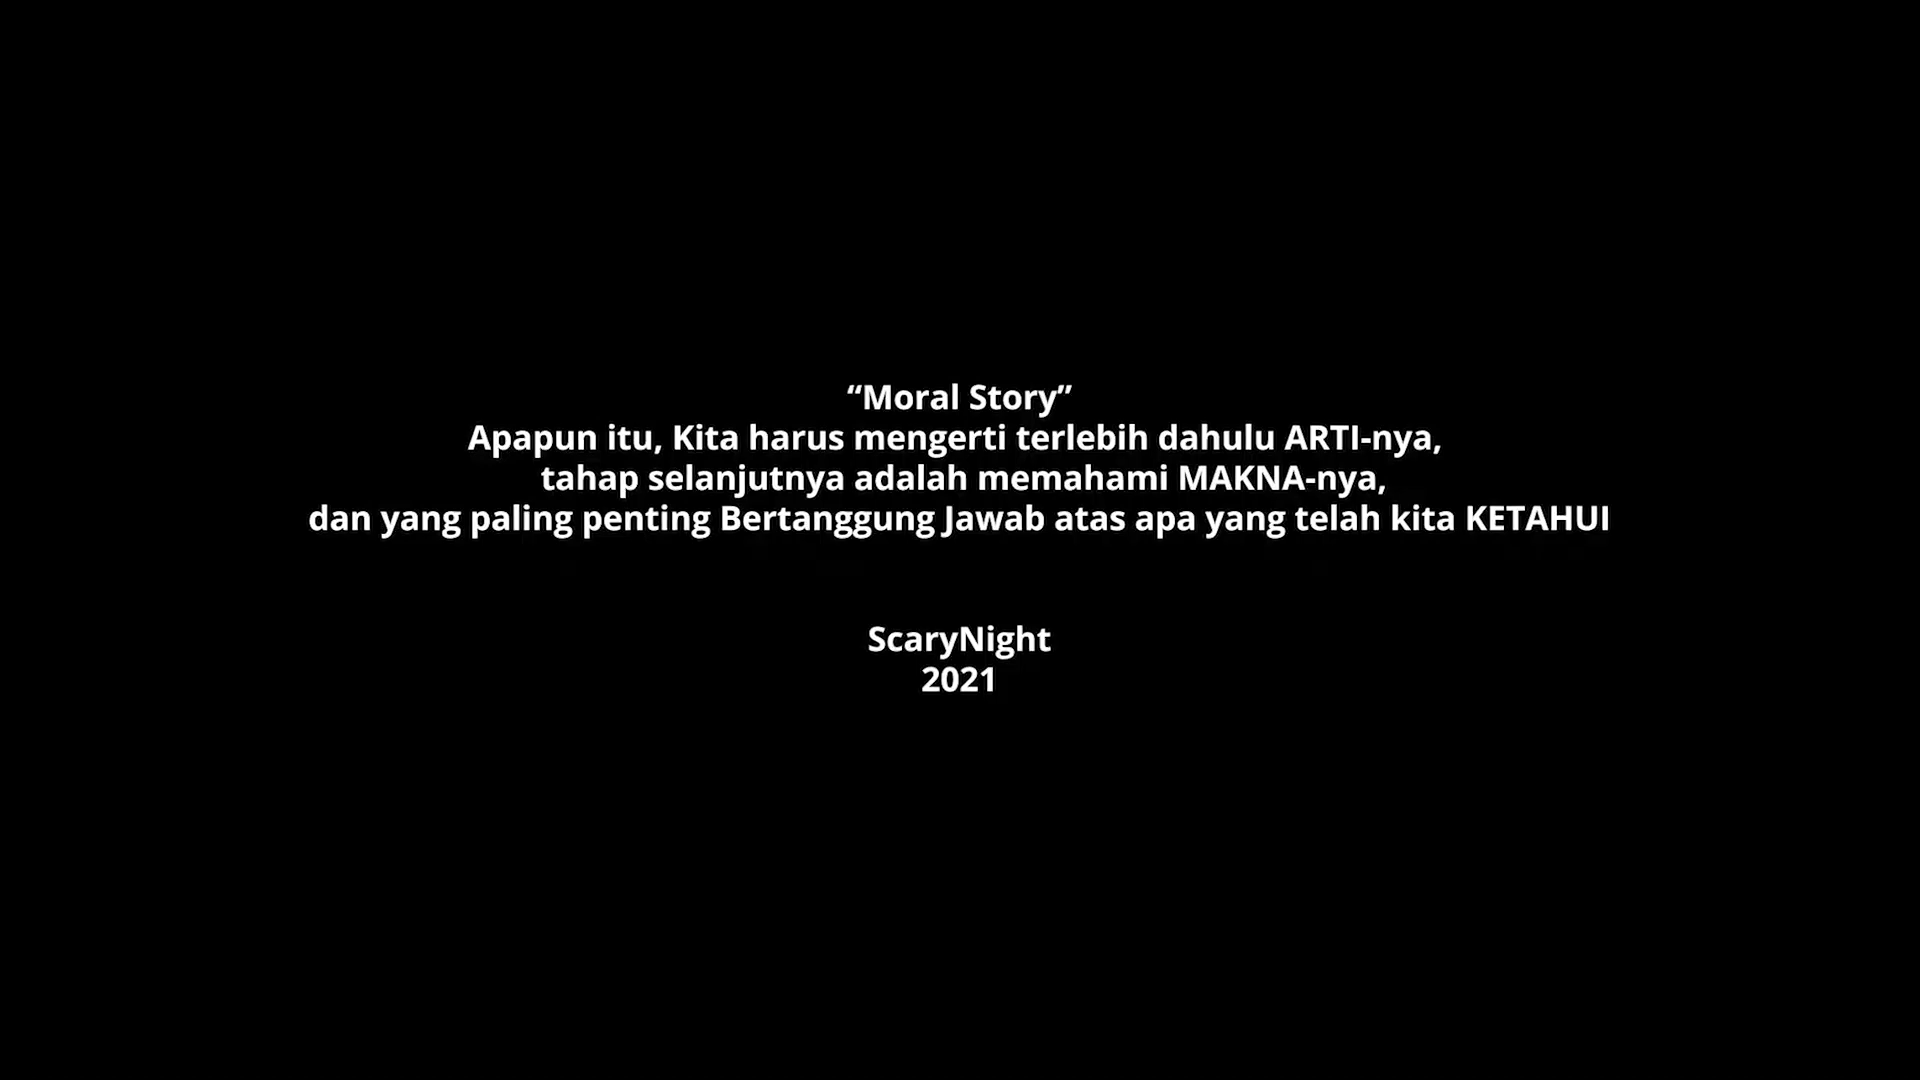 “Moral Story”
Apapun itu, Kita harus mengerti terlebih dahulu ARTI-nya,
tahap selanjutnya adalah memahami MAKNA-nya,
dan yang paling penting Bertanggung Jawab atas apa yang telah kita KETAHUI
ScaryNight
2021